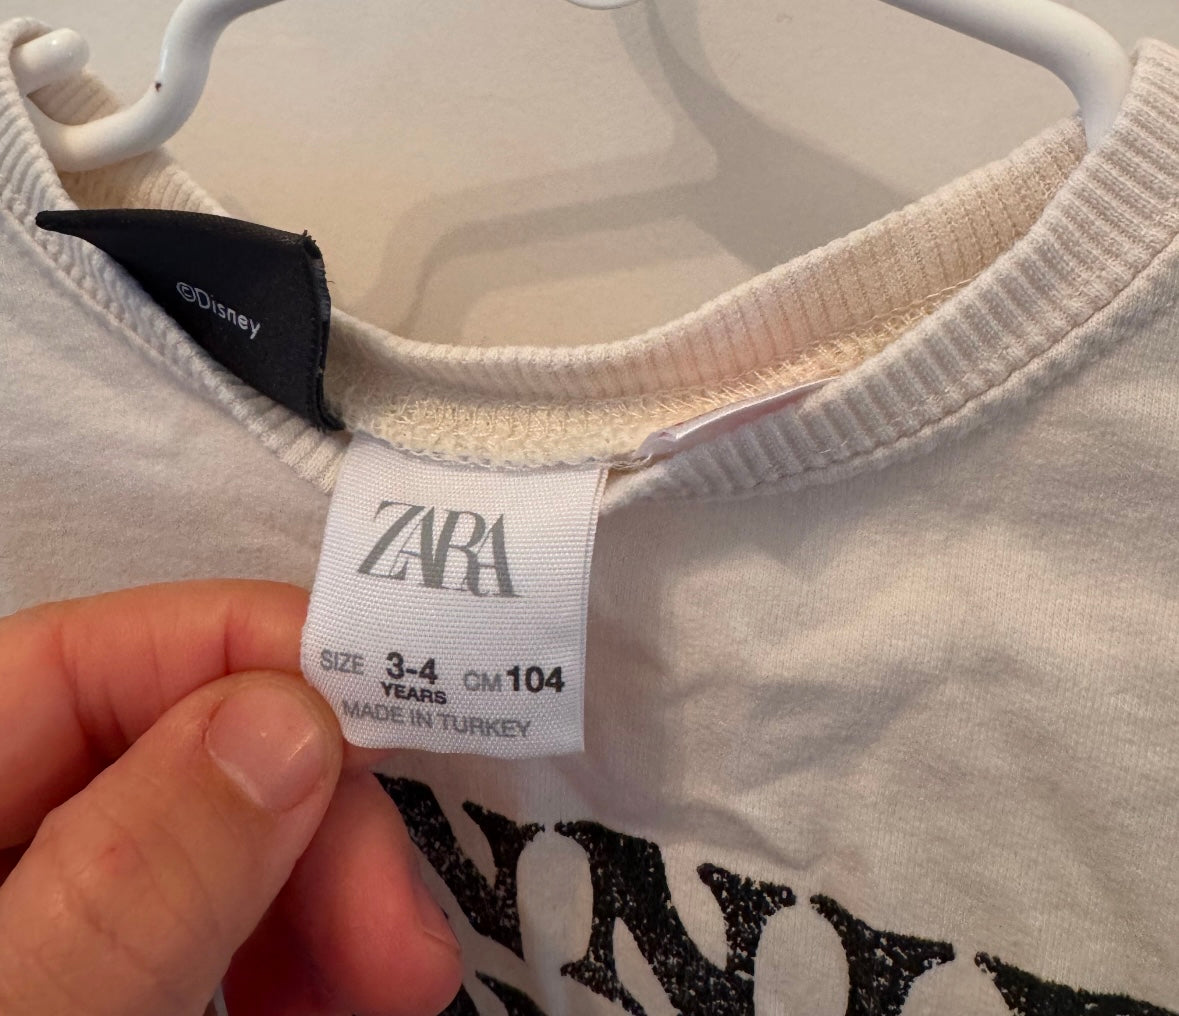 ©Disney
ZARA
SIZE 3-4 CM 104
YEARS
MADE IN TURKEY